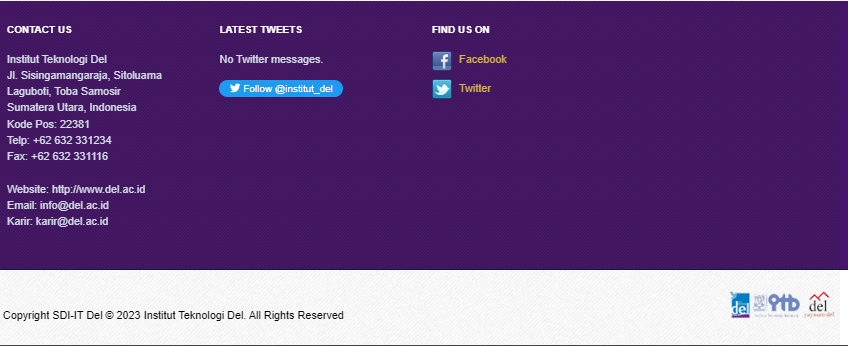 CONTACT US
Institut Teknologi Del
Jl. Sisingamangaraja, Sitoluama
Laguboti, Toba Samosir
Sumatera Utara, Indonesia
Kode Pos: 22381
Telp: +62 632 331234
Fax: +62 632 331116
Website: http://www.del.ac.id
Email: info@del.ac.id
Karir: karir@del.ac.id
LATEST TWEETS
No Twitter messages.
Follow @institut_del
FIND US ON
Facebook
Twitter
Copyright SDI-IT Del © 2023 Institut Teknologi Del. All Rights Reserved
del
del
yayasan del